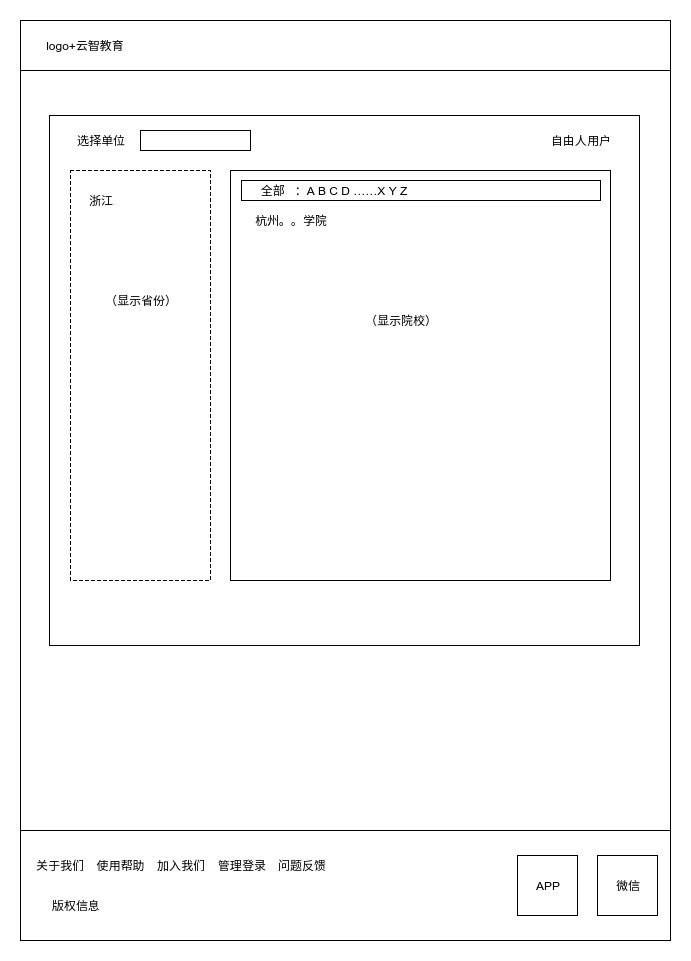 logo+云智教育
选择单位
自由人用户
浙江
全部 ：A B C D ……X Y Z
杭州。。学院
（显示省份）
（显示院校）
关于我们 使用帮助 加入我们 管理登录 问题反馈
APP
微信
版权信息